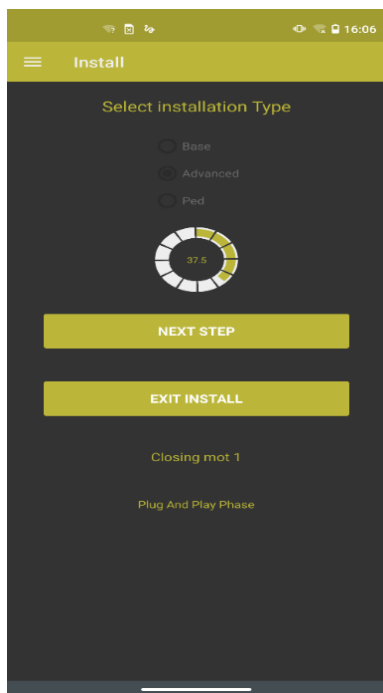 16:06
Install
Select installation Type
Base
Advanced
Ped
37.5
NEXT STEP
EXIT INSTALL
Closing mot 1
Plug And Play Phase